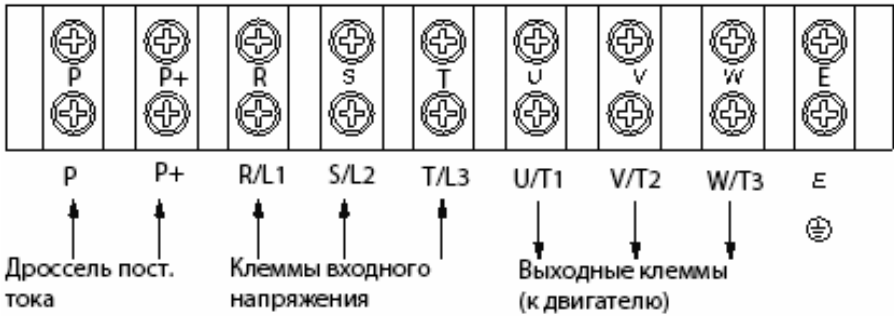 P P+ R S T U V W E
P P+ R/L1 S/L2 T/L3 U/T1 V/T2 W/T3 E
Дроссель пост. Клеммы входного Выходные клеммы
тока напряжения (к двигателю)